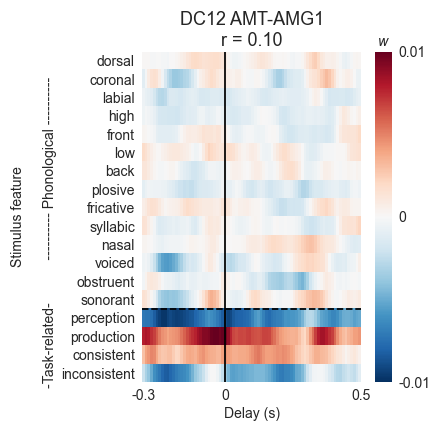 DC12 AMT-AMG1
r = 0.10
w
dorsal
coronal
labial
high
front
low
back
plosive
fricative
syllabic
nasal
voiced
obstruent
sonorant
perception
production
consistent
inconsistent
Stimulus feature
-Task-related- ----------- Phonological ----------
0.01
0
-0.01
-0.3 0 0.5
Delay (s)